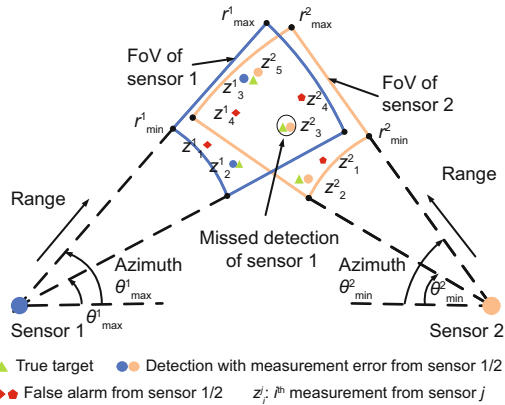 r¹max r²max
FoV of sensor 1
z²5
z¹3
FoV of sensor 2
z²4
z¹4
r¹min
z²3
r²min
z¹1
z¹2
z²1
z²2
Range
Range
Missed detection of sensor 1
Azimuth
θ¹max
Azimuth
θ²min
θ¹max
θ²min
Sensor 1
Sensor 2
True target
Detection with measurement error from sensor 1/2
False alarm from sensor 1/2
zʲi: iᵗʰ measurement from sensor j